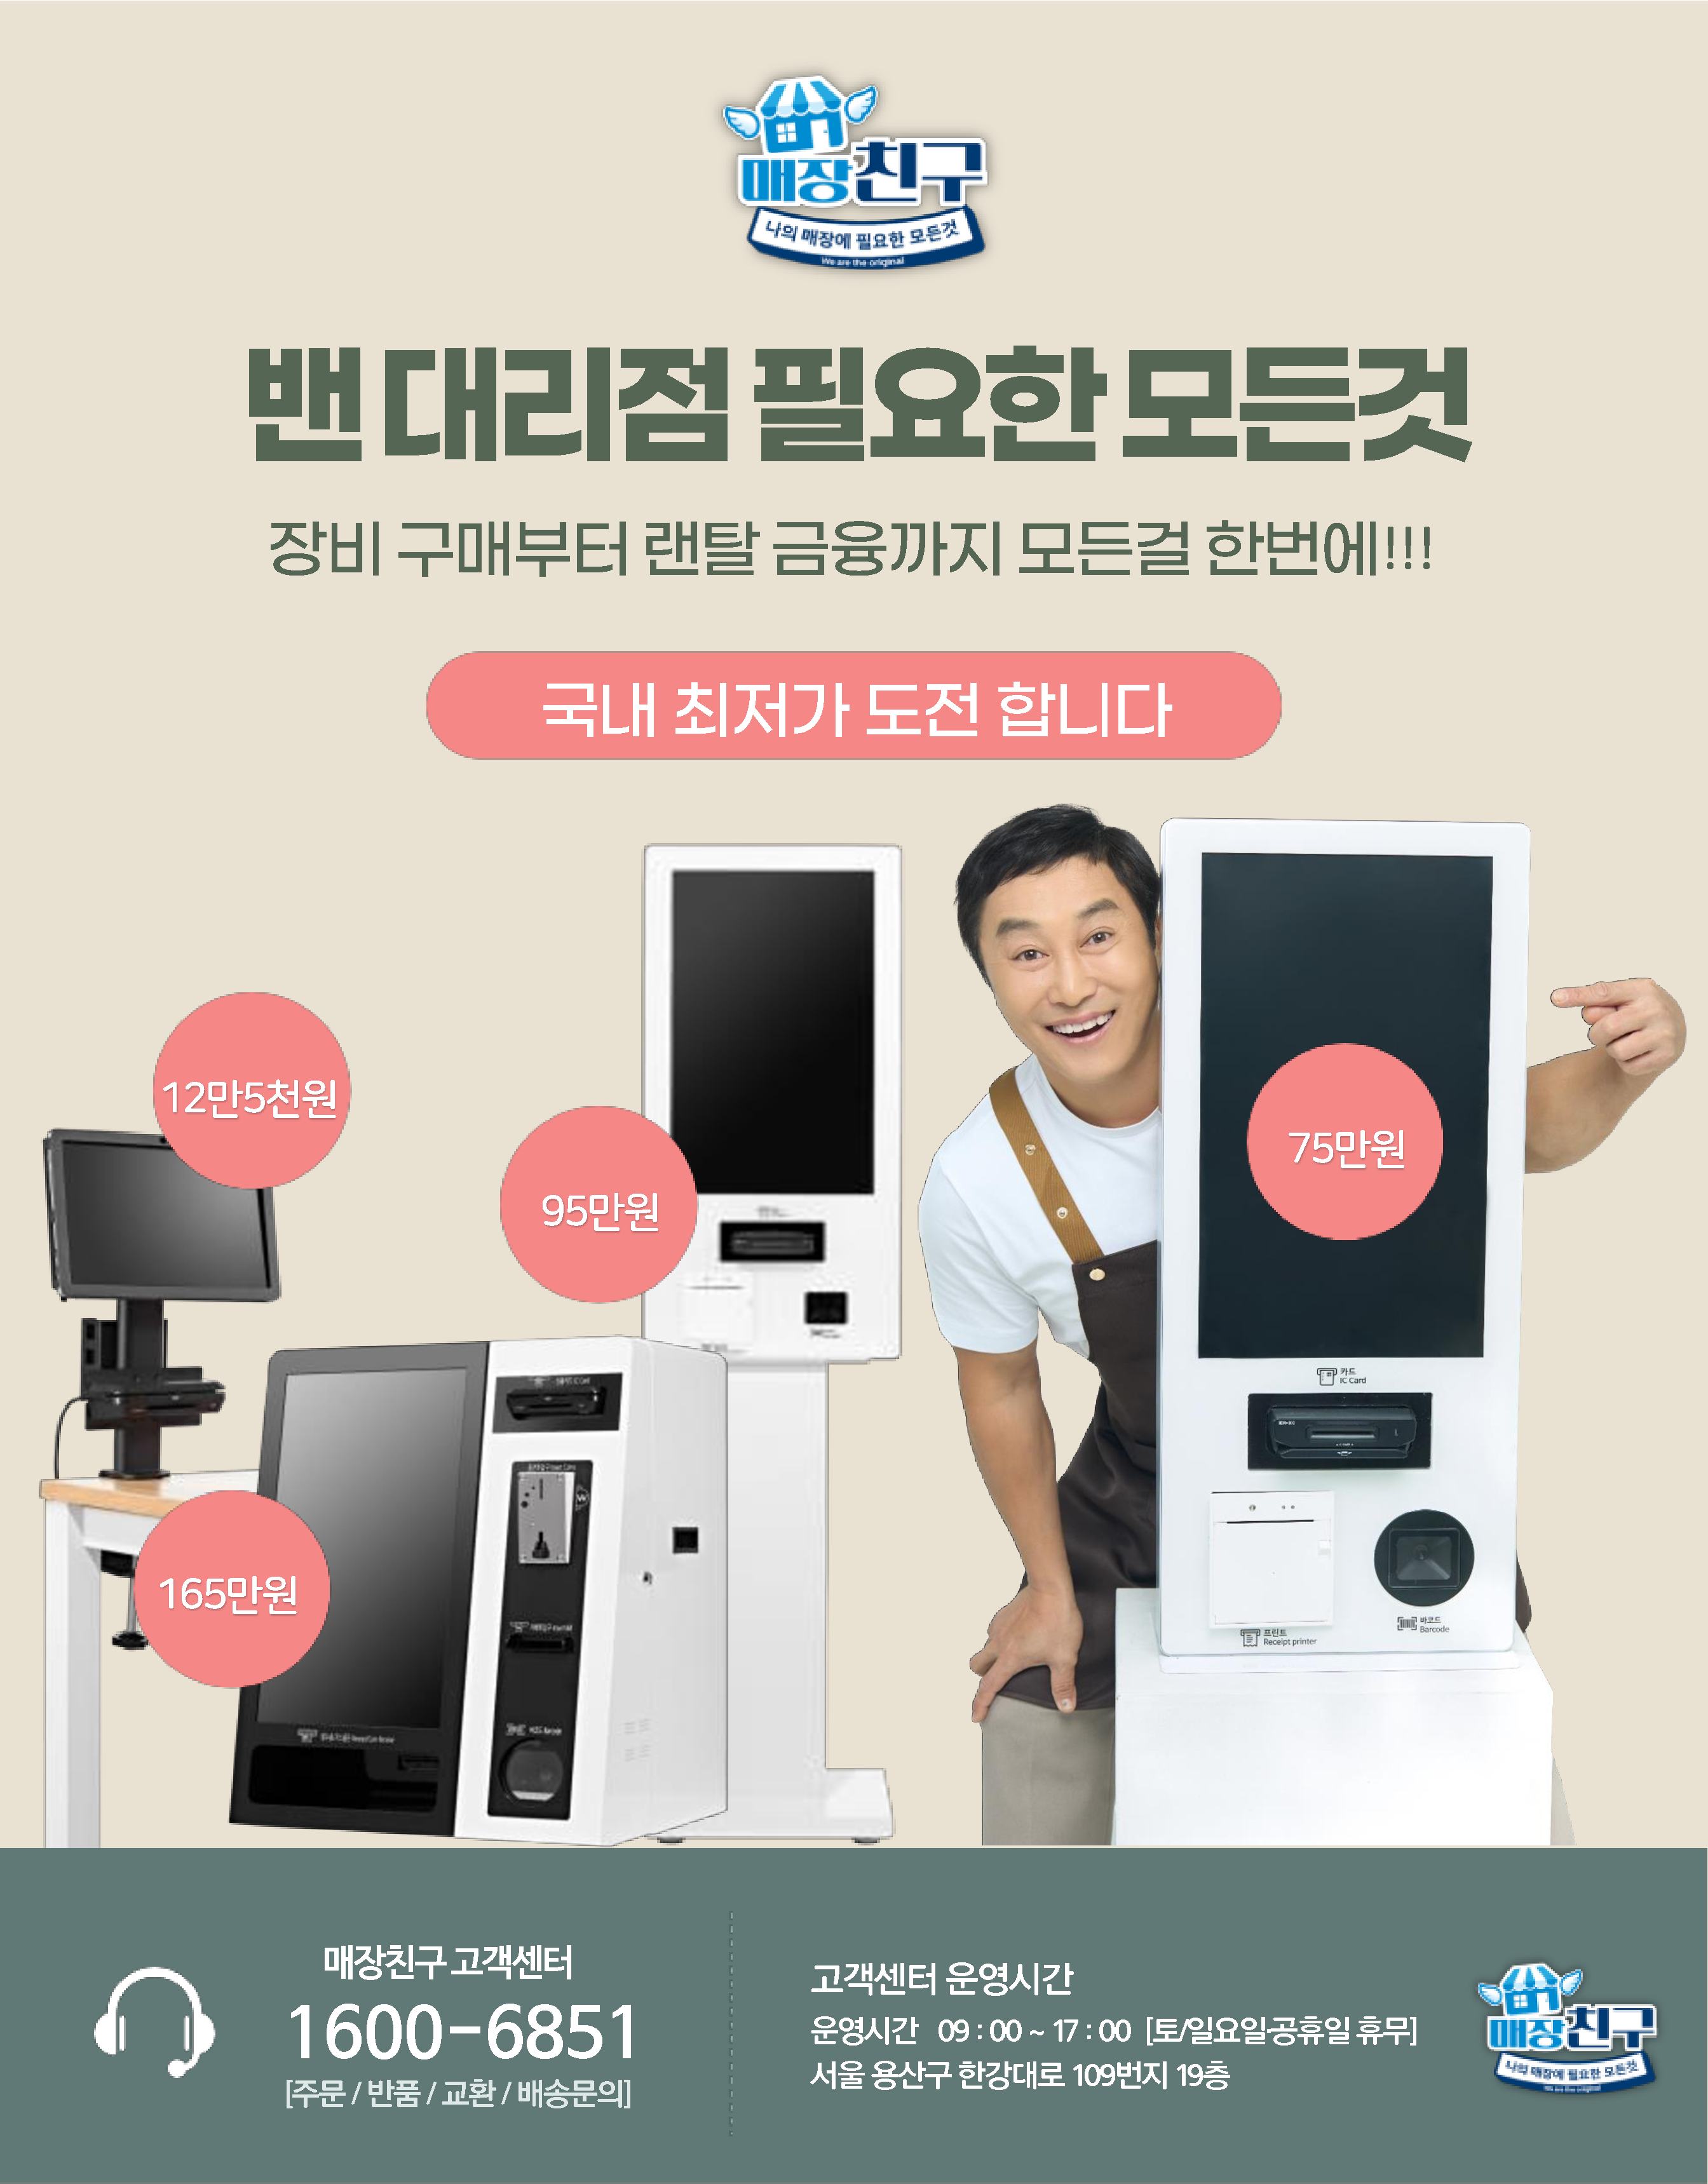 매장친구
나의 매장에 필요한 모든것
We are the original
밴 대리점 필요한 모든것
장비 구매부터 랜탈 금융까지 모든걸 한번에!!!
국내 최저가 도전 합니다
12만5천원
95만원
75만원
165만원
카드
IC Card
프린트
Receipt printer
바코드
Barcode
매장친구 고객센터
1600-6851
[주문 / 반품 / 교환 / 배송문의]
고객센터 운영시간
운영시간 09 : 00 ~ 17 : 00 [토/일요일·공휴일 휴무]
서울 용산구 한강대로 109번지 19층
매장친구
나의 매장에 필요한 모든것
We are the original